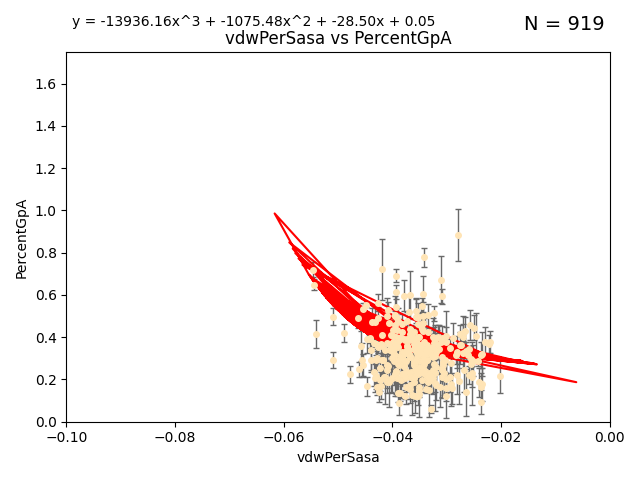 y = -13936.16x^3 + -1075.48x^2 + -28.50x + 0.05
N = 919
vdwPerSasa vs PercentGpA
PercentGpA
1.6
1.4
1.2
1.0
0.8
0.6
0.4
0.2
0.0
−0.10 −0.08 −0.06 −0.04 −0.02 0.00
vdwPerSasa